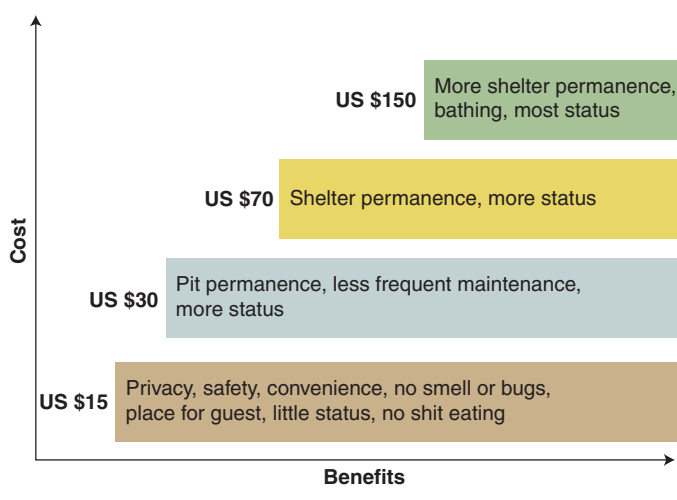 US $150
More shelter permanence,
bathing, most status
US $70
Shelter permanence, more status
Cost
US $30
Pit permanence, less frequent maintenance,
more status
US $15
Privacy, safety, convenience, no smell or bugs,
place for guest, little status, no shit eating
Benefits